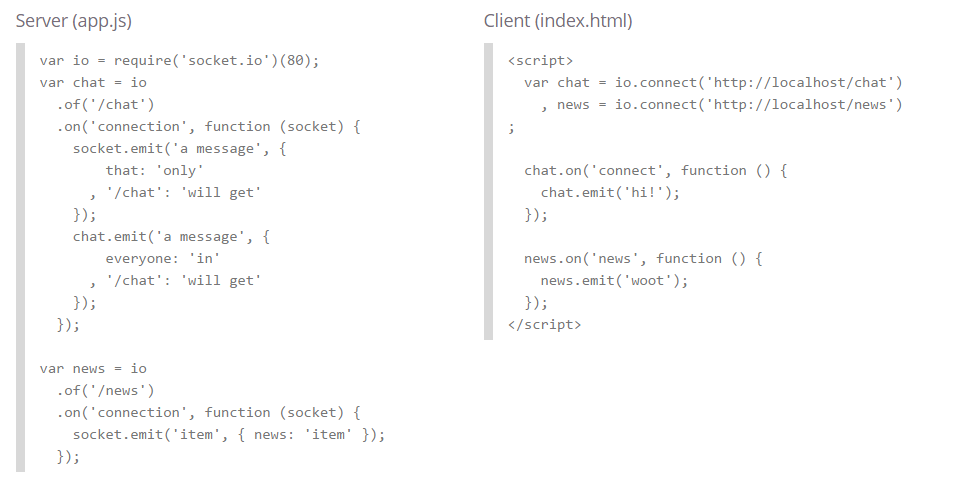 Server (app.js)
var io = require('socket.io')(80);
var chat = io
  .of('/chat')
  .on('connection', function (socket) {
    socket.emit('a message', {
        that: 'only'
      , '/chat': 'will get'
    });
    chat.emit('a message', {
        everyone: 'in'
      , '/chat': 'will get'
    });
  });

var news = io
  .of('/news')
  .on('connection', function (socket) {
    socket.emit('item', { news: 'item' });
  });

Client (index.html)
<script>
  var chat = io.connect('http://localhost/chat')
    , news = io.connect('http://localhost/news')
;

  chat.on('connect', function () {
    chat.emit('hi!');
  });

  news.on('news', function () {
    news.emit('woot');
  });
</script>